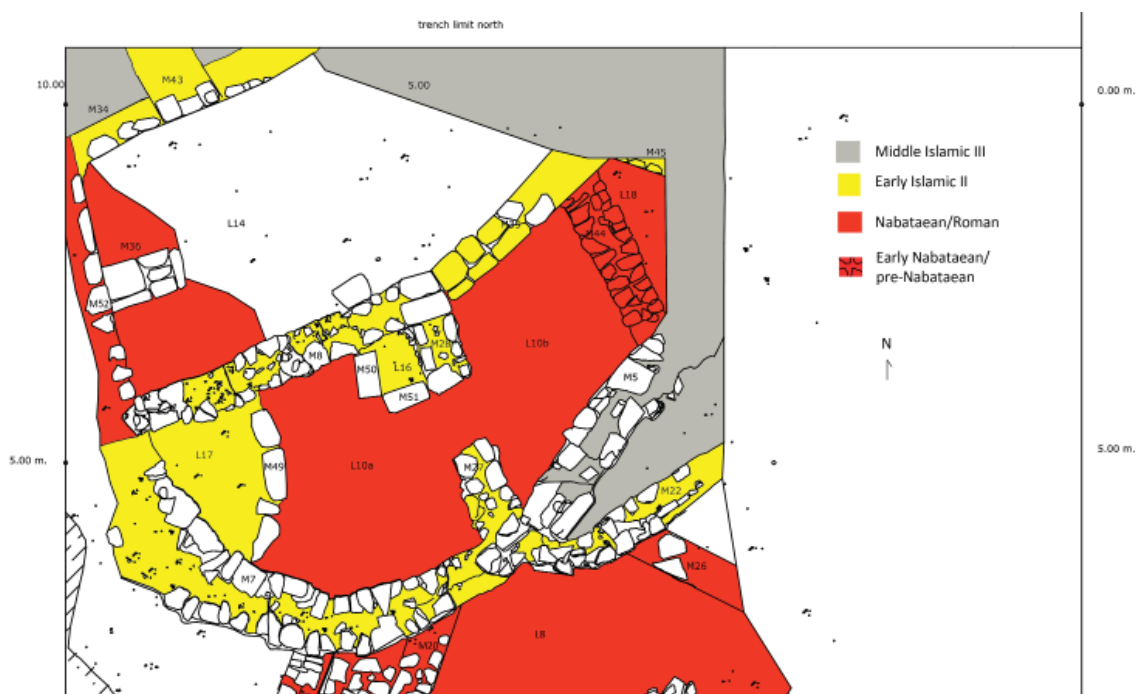 trench limit north
M43
10.00
5.00
0.00 m.
M34
Middle Islamic III
M45
Early Islamic II
L18
L14
Nabataean/Roman
M44
M36
Early Nabataean/
pre-Nabataean
M52
N
L10b
M28
M8
M50
L16
M5
M51
5.00 m.
L17
M49
L10a
M27
5.00 m.
M22
M7
M26
L8
M20